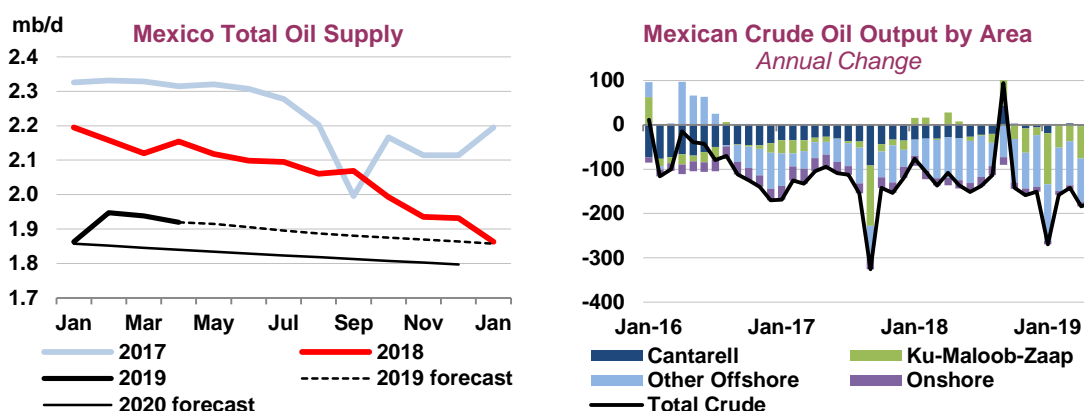 mb/d
Mexico Total Oil Supply
2.4
2.3
2.2
2.1
2.0
1.9
1.8
1.7
Jan Mar May Jul Sep Nov Jan
2017 2018
2019 2019 forecast
2020 forecast
Mexican Crude Oil Output by Area
Annual Change
100
0
-100
-200
-300
-400
Jan-16 Jan-17 Jan-18 Jan-19
Cantarell Ku-Maloob-Zaap
Other Offshore Onshore
Total Crude